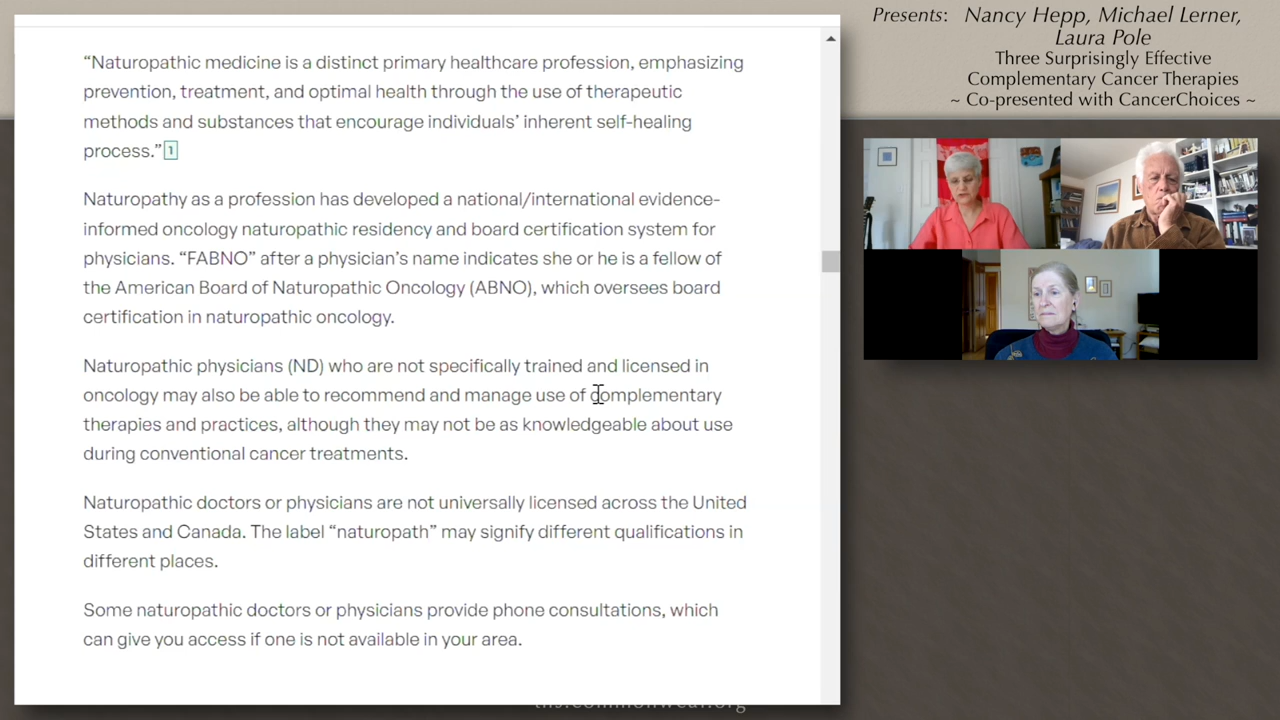 Presents: Nancy Hepp, Michael Lerner,
Laura Pole
Three Surprisingly Effective
Complementary Cancer Therapies
~ Co-presented with CancerChoices ~
“Naturopathic medicine is a distinct primary healthcare profession, emphasizing
prevention, treatment, and optimal health through the use of therapeutic
methods and substances that encourage individuals’ inherent self-healing
process.” 1
Naturopathy as a profession has developed a national/international evidence-
informed oncology naturopathic residency and board certification system for
physicians. “FABNO” after a physician’s name indicates she or he is a fellow of
the American Board of Naturopathic Oncology (ABNO), which oversees board
certification in naturopathic oncology.
Naturopathic physicians (ND) who are not specifically trained and licensed in
oncology may also be able to recommend and manage use of complementary
therapies and practices, although they may not be as knowledgeable about use
during conventional cancer treatments.
Naturopathic doctors or physicians are not universally licensed across the United
States and Canada. The label “naturopath” may signify different qualifications in
different places.
Some naturopathic doctors or physicians provide phone consultations, which
can give you access if one is not available in your area.